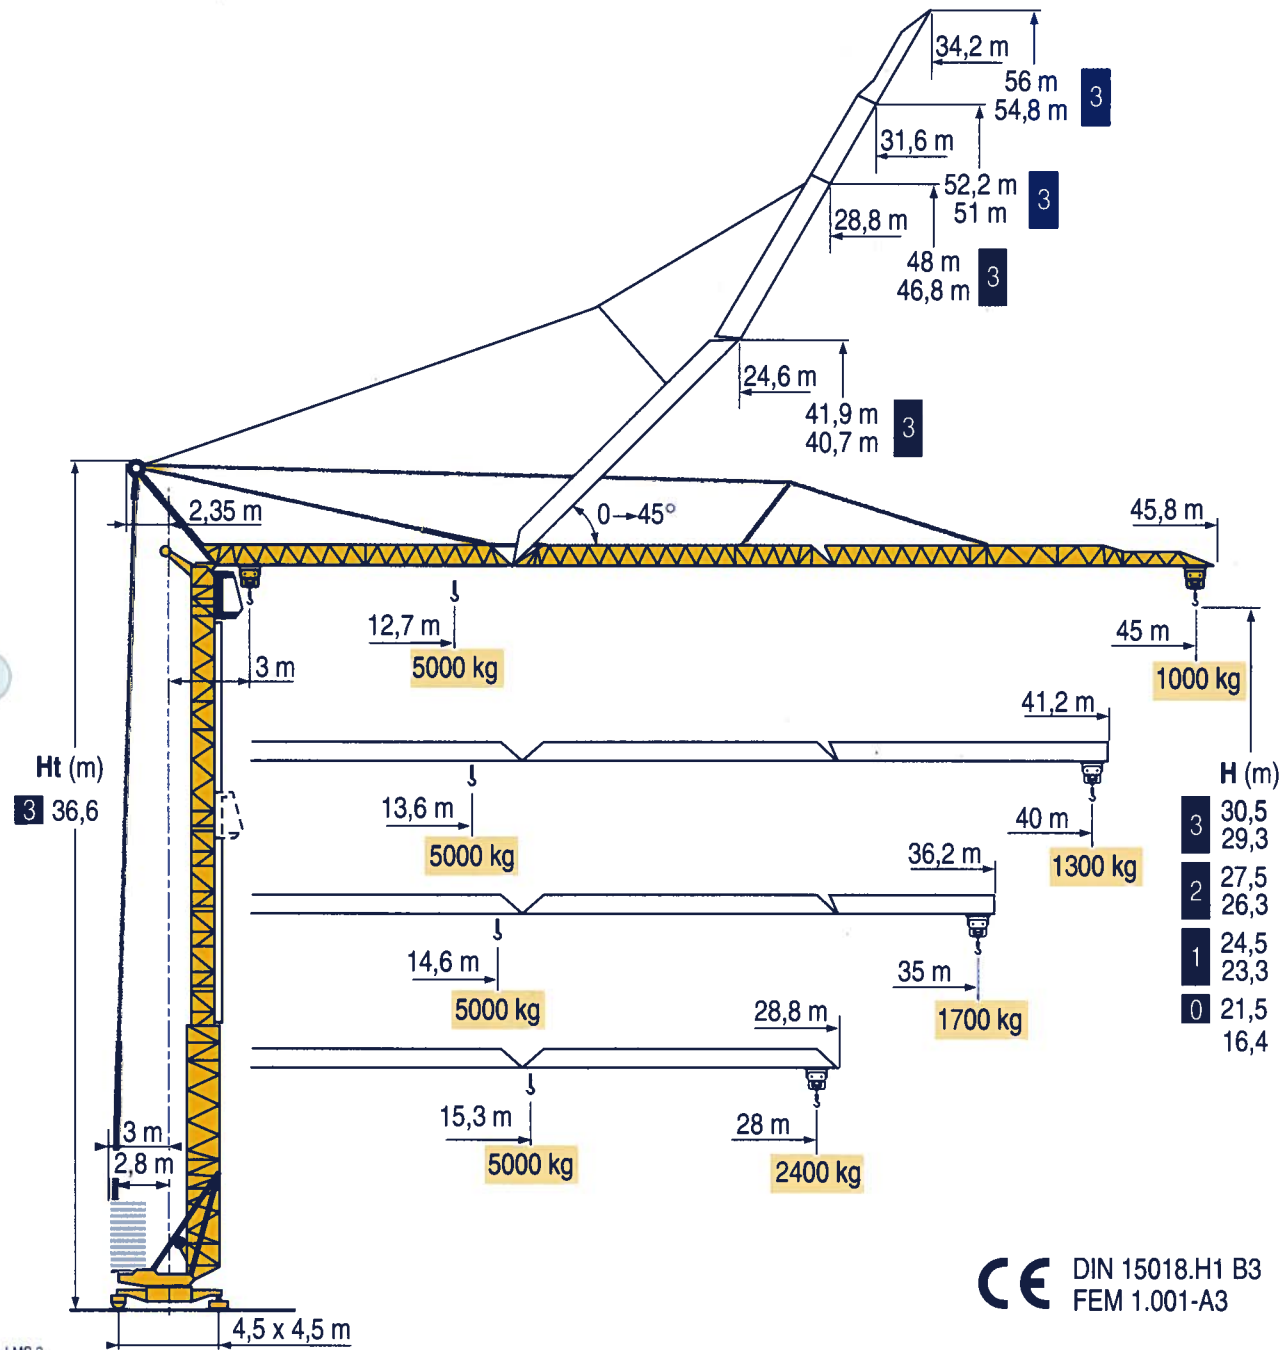 34,2 m
56 m
54,8 m
3
31,6 m
52,2 m
51 m
3
28,8 m
48 m
46,8 m
3
24,6 m
41,9 m
40,7 m
3
2,35 m
0→45°
45,8 m
12,7 m
5000 kg
3 m
45 m
1000 kg
41,2 m
Ht (m)
3 36,6
13,6 m
5000 kg
40 m
1300 kg
H (m)
3 30,5
29,3
2 27,5
26,3
1 24,5
23,3
0 21,5
16,4
36,2 m
14,6 m
5000 kg
35 m
1700 kg
28,8 m
15,3 m
5000 kg
28 m
2400 kg
3 m
2,8 m
4,5 x 4,5 m
CE
DIN 15018.H1 B3
FEM 1.001-A3